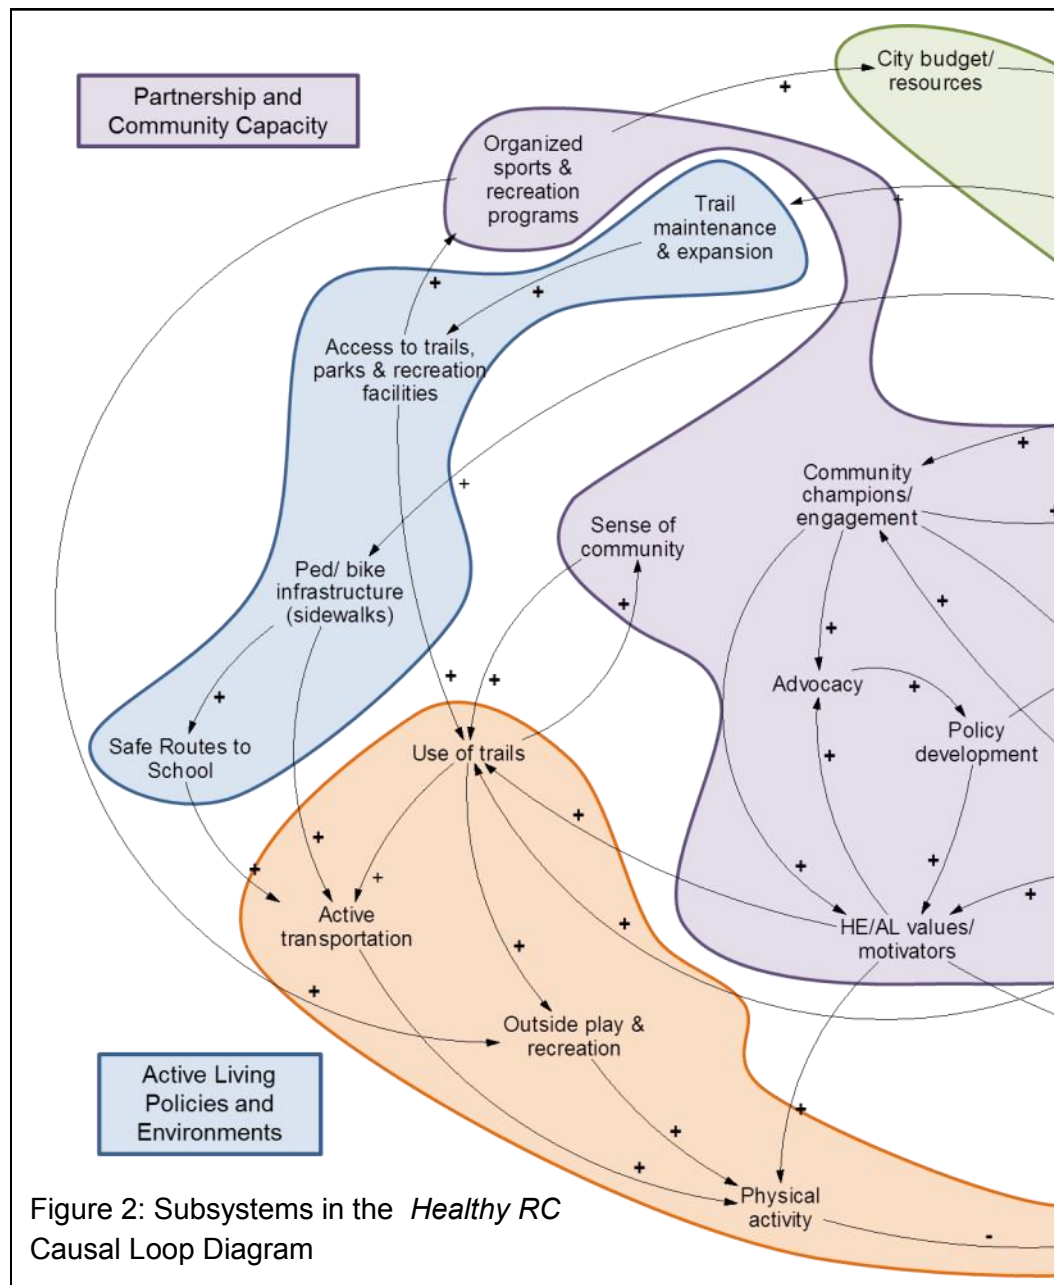 City budget/
resources
Partnership and
Community Capacity
+
Organized
sports &
recreation
programs
Trail
maintenance
& expansion
+
+
+
Access to trails,
parks & recreation
facilities
+
Community
champions/
engagement
+
+
Sense of
community
Ped/ bike
infrastructure
(sidewalks)
+
+
+
Advocacy
+
+
+
+
Safe Routes to
School
Use of trails
Policy
development
+
+
+
+
+
+
+
+
+
Active
transportation
HE/AL values/
motivators
+
+
+
Outside play &
recreation
Active Living
Policies and
Environments
+
+
+
Physical
activity
-
Figure 2: Subsystems in the Healthy RC
Causal Loop Diagram